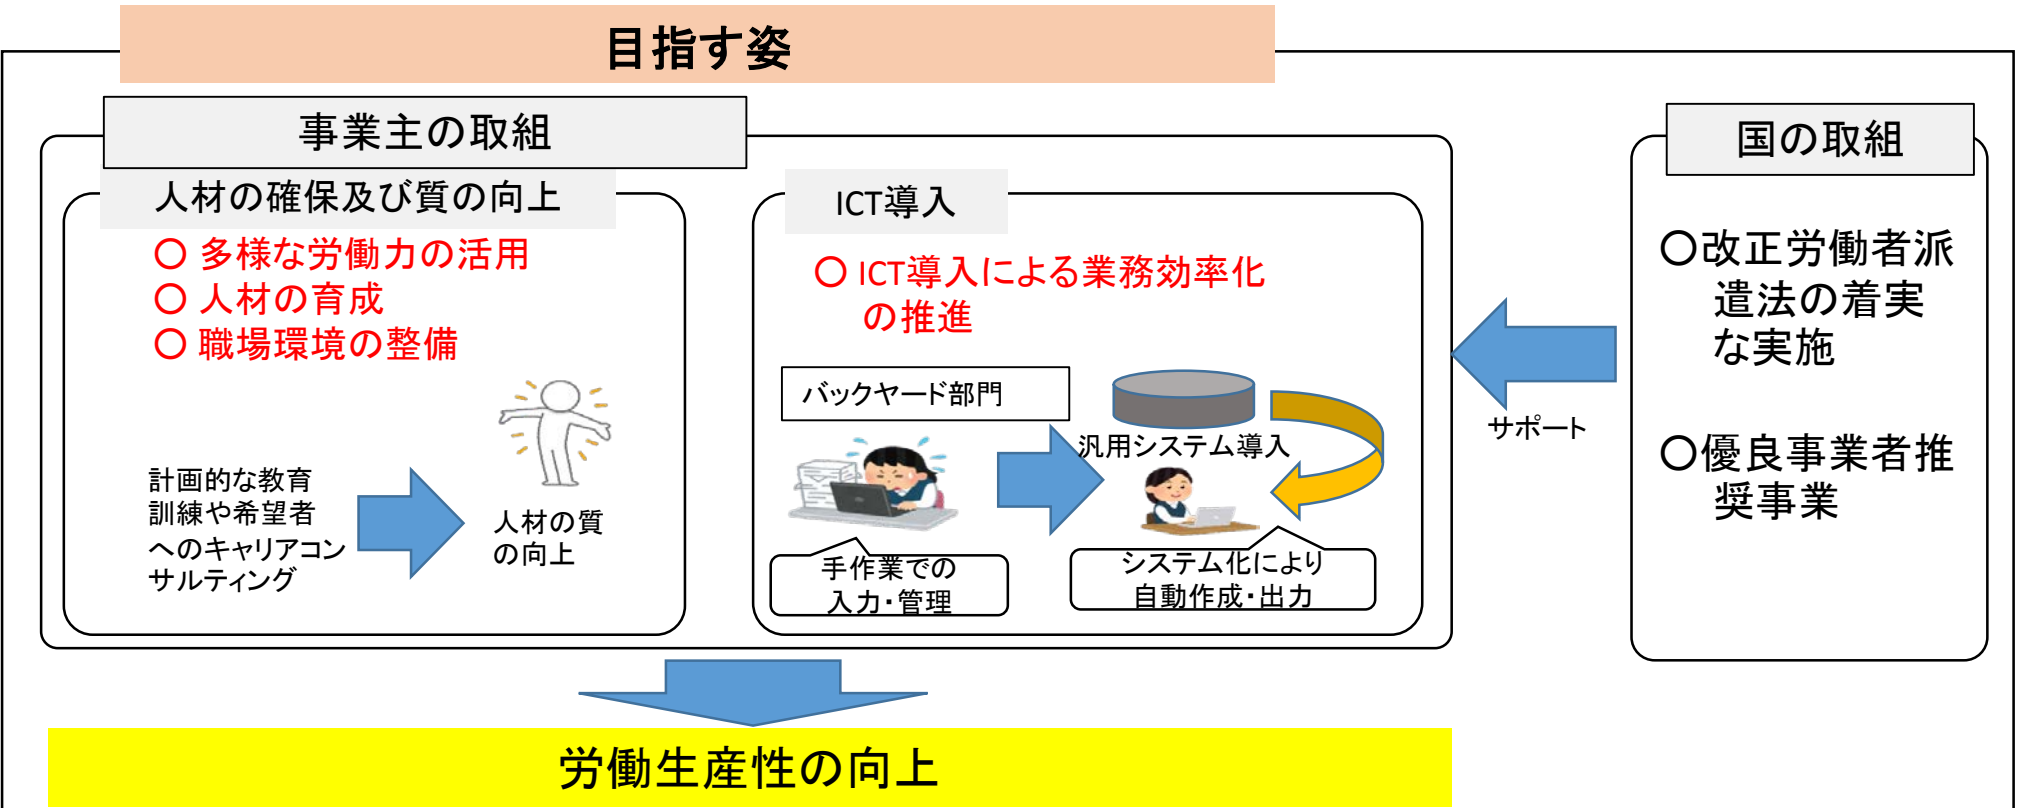 目指す姿
事業主の取組
人材の確保及び質の向上
〇 多様な労働力の活用
〇 人材の育成
〇 職場環境の整備
計画的な教育
訓練や希望者
へのキャリアコン
サルティング
人材の質
の向上
ICT導入
〇 ICT導入による業務効率化
の推進
バックヤード部門
汎用システム導入
手作業での
入力・管理
システム化により
自動作成・出力
サポート
国の取組
〇改正労働者派
遣法の着実
な実施
〇優良事業者推
奨事業
労働生産性の向上